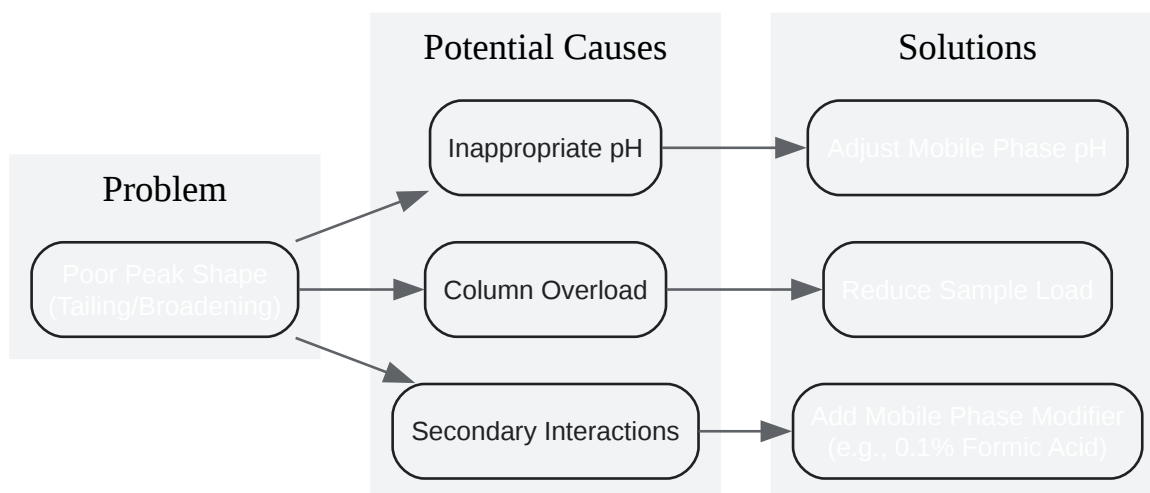 Problem
Poor Peak Shape
(Tailing/Broadening)
Potential Causes
Inappropriate pH
Column Overload
Secondary Interactions
Solutions
Adjust Mobile Phase pH
Reduce Sample Load
Add Mobile Phase Modifier
(e.g., 0.1% Formic Acid)